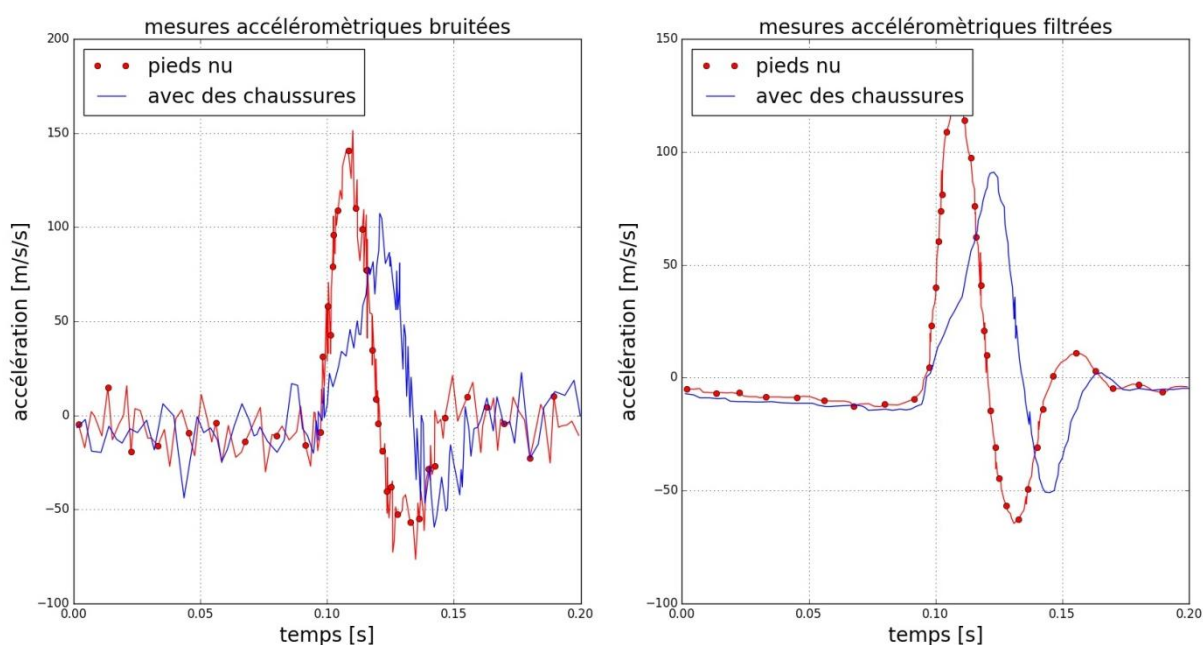 mesures accéléromètriques bruitées
200
150
100
50
0
−50
−100
accélération [m/s/s]
pieds nu
avec des chaussures
0.00 0.05 0.10 0.15 0.20
temps [s]
mesures accéléromètriques filtrées
150
100
50
0
−50
−100
accélération [m/s/s]
pieds nu
avec des chaussures
0.00 0.05 0.10 0.15 0.20
temps [s]